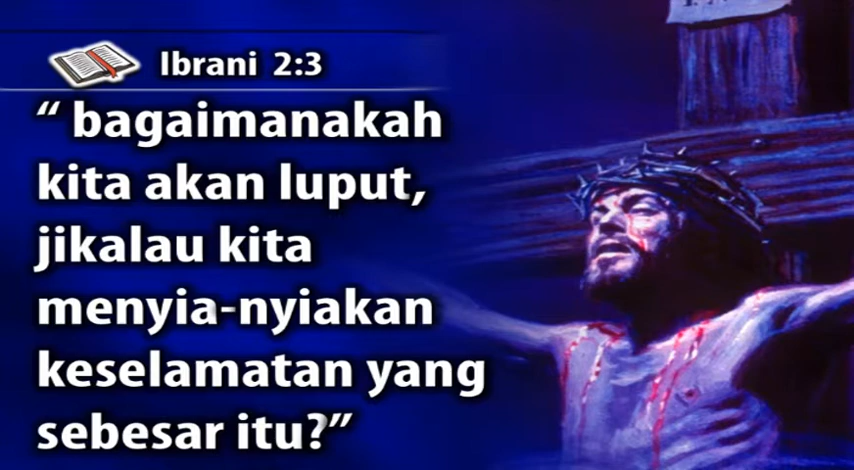 Ibrani 2:3
“ bagaimanakah
kita akan luput,
jikalau kita
menyia-nyiakan
keselamatan yang
sebesar itu?”